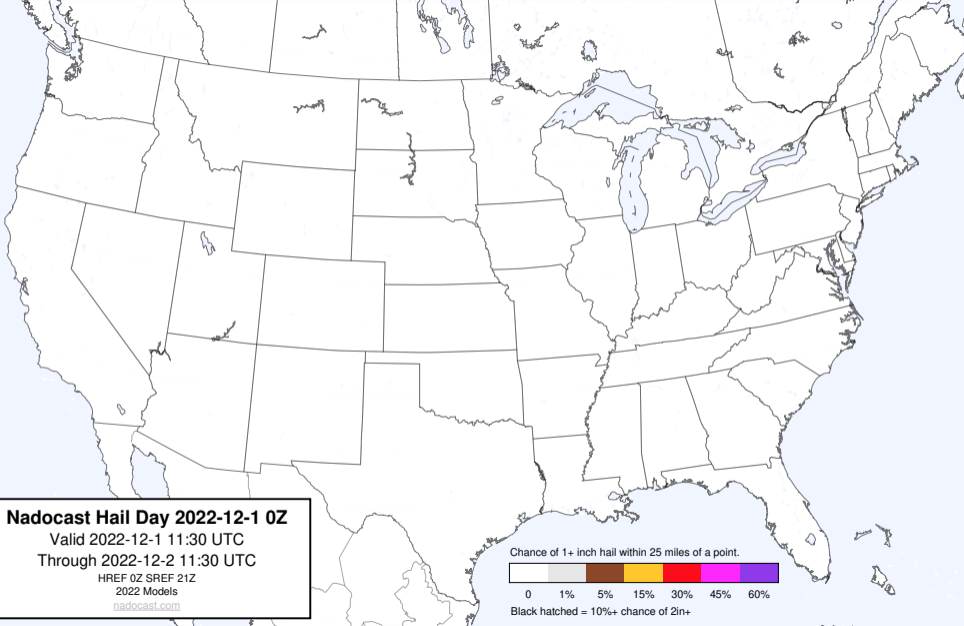 Nadocast Hail Day 2022-12-1 0Z
Valid 2022-12-1 11:30 UTC
Through 2022-12-2 11:30 UTC
HREF 0Z SREF 21Z
2022 Models
nadocast.com
Chance of 1+ inch hail within 25 miles of a point.
0 1% 5% 15% 30% 45% 60%
Black hatched = 10%+ chance of 2in+